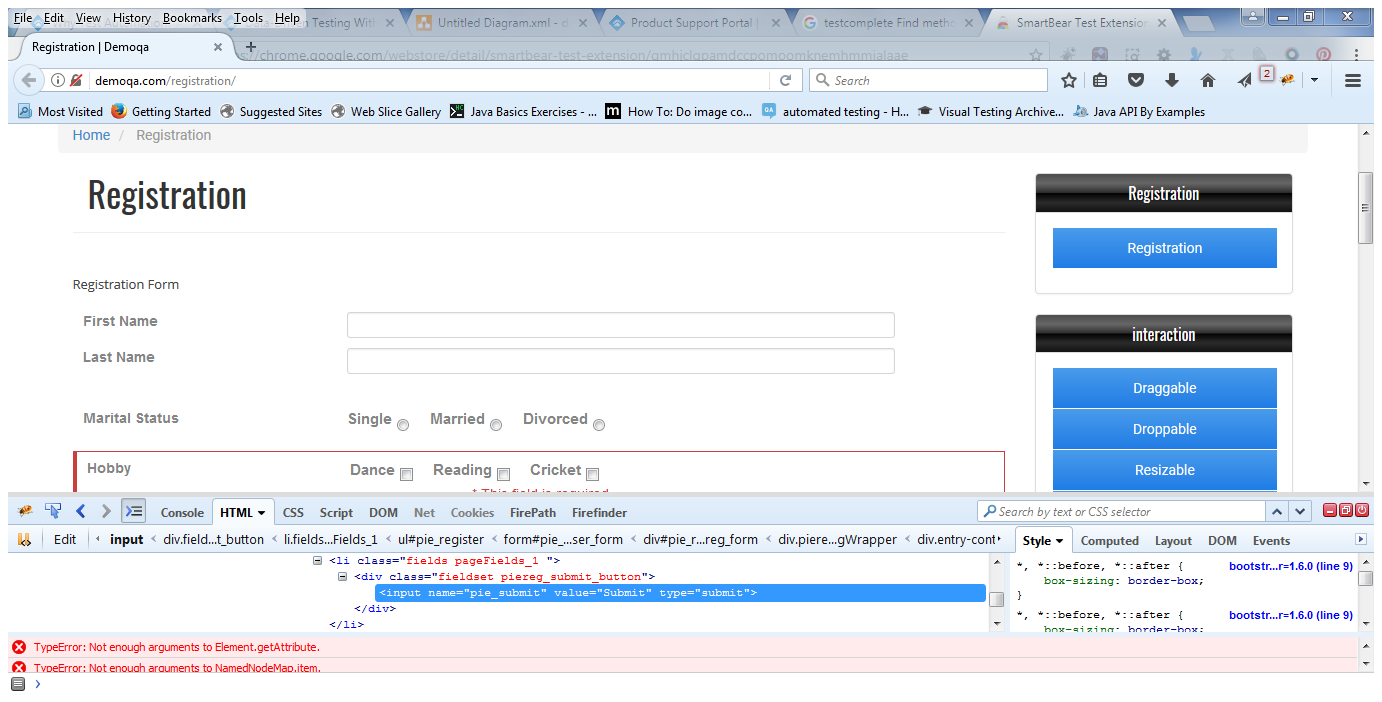 File Edit View History Bookmarks Tools Help
Testing Wit Untitled Diagram.xml - d Product Support Portal | testcomplete Find metho SmartBear Test Extension
Registration | Demoqa
chrome.google.com/webstore/detail/smartbear-test-extension/
demoqa.com/registration/ Search 2
Most Visited Getting Started Suggested Sites Web Slice Gallery Java Basics Exercises - ... How To: Do image co... automated testing - H... Visual Testing Archive... Java API By Examples
Home / Registration
Registration
Registration
Registration
Registration Form
First Name
interaction
Last Name
Draggable
Marital Status Single Married Divorced
Droppable
Hobby Dance Reading Cricket
Resizable
* This field is required
Console HTML CSS Script DOM Net Cookies FirePath Firefinder Search by text or CSS selector
Edit input < div.field...t_button < li.fields...Fields_1 < ul#pie_register < form#pie_...ser_form < div#pie_r...reg_form < div.piere...gWrapper < div.entry-cont
Style Computed Layout DOM Events
<li class="fields pageFields_1 ">
<div class="fieldset piereg_submit_button">
<input name="pie_submit" value="Submit" type="submit">
</div>
</li>
*, *::before, *::after { bootstr...r=1.6.0 (line 9)
box-sizing: border-box;
}
*, *::before, *::after { bootstr...r=1.6.0 (line 9)
box-sizing: border-box;
TypeError: Not enough arguments to Element.getAttribute.
TypeError: Not enough arguments to NamedNodeMap.item.